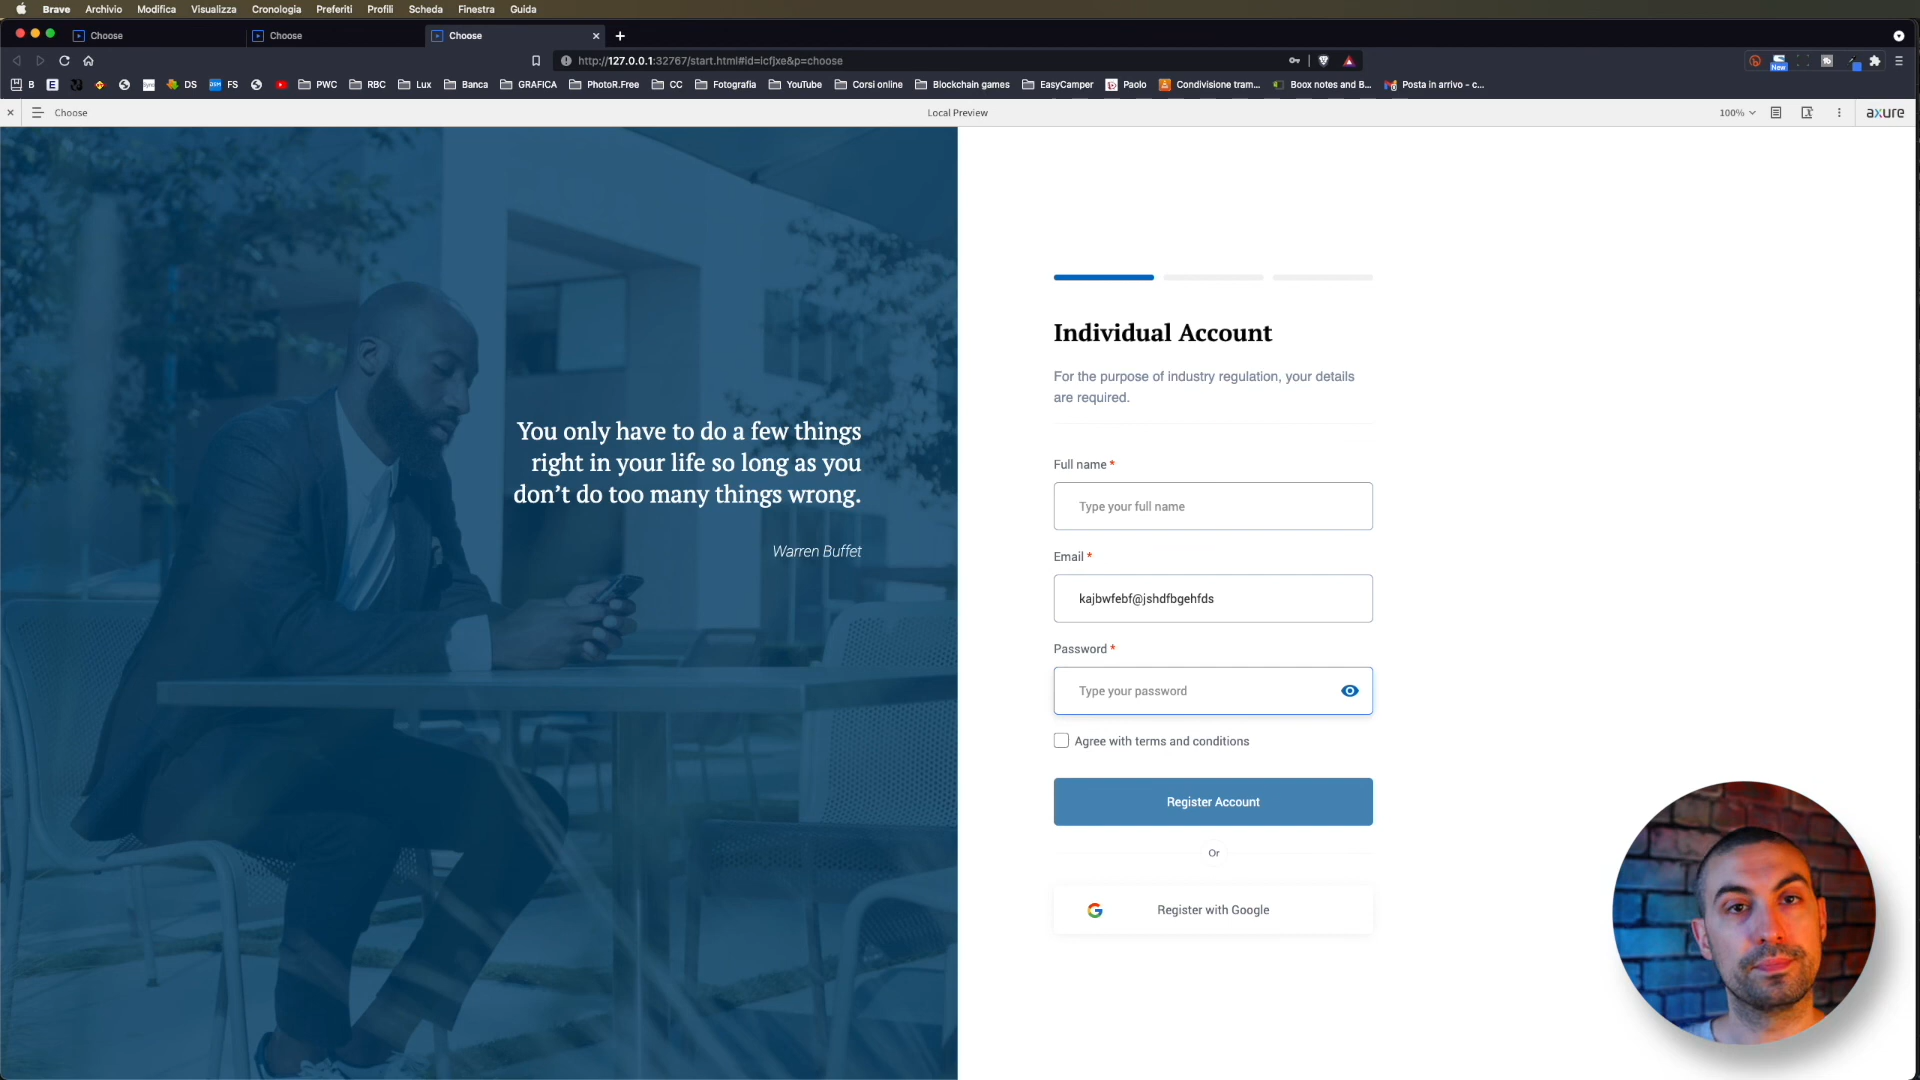 Brave Archivio Modifica Visualizza Cronologia Preferiti Profili Scheda Finestra Guida
Choose
Choose
Choose
http://127.0.0.1:32767/start.html#id=icfjxe&p=choose
New
B
DS
FS
PWC
RBC
Lux
Banca
GRAFICA
PhotoR.Free
CC
Fotografia
YouTube
Corsi online
Blockchain games
EasyCamper
Paolo
Condivisione tram...
Boox notes and B...
Posta in arrivo - c...
Choose
Local Preview
100%
axure
You only have to do a few things
right in your life so long as you
don’t do too many things wrong.
Warren Buffet
Individual Account
For the purpose of industry regulation, your details
are required.
Full name *
Type your full name
Email *
kajbwfebf@jshdfbgehfds
Password *
Type your password
Agree with terms and conditions
Register Account
Or
Register with Google